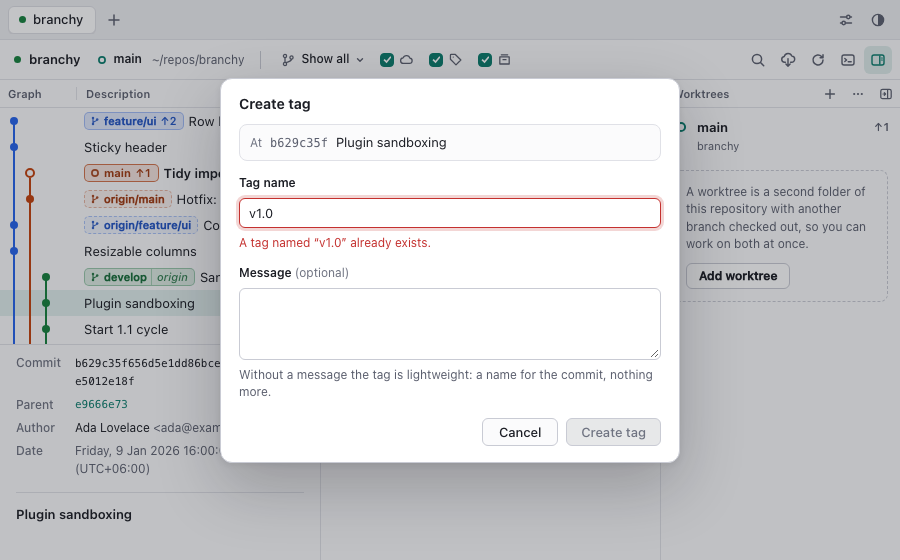 branchy
branchy main ~/repos/branchy Show all
Graph Description Worktrees
feature/ui ↑2 Row
Sticky header
main ↑1 Tidy
origin/main Hotfix:
origin/feature/ui
Resizable columns
develop origin
Plugin sandboxing
Start 1.1 cycle
Commit b629c35f656d5e1dd86bce
e5012e18f
Parent e9666e73
Author Ada Lovelace <ada@exam
Date Friday, 9 Jan 2026 16:00:
(UTC+06:00)
Plugin sandboxing
Create tag
At b629c35f Plugin sandboxing
Tag name
v1.0
A tag named “v1.0” already exists.
Message (optional)
Without a message the tag is lightweight: a name for the commit, nothing
more.
Cancel Create tag
main ↑1
branchy
A worktree is a second folder of
this repository with another
branch checked out, so you can
work on both at once.
Add worktree